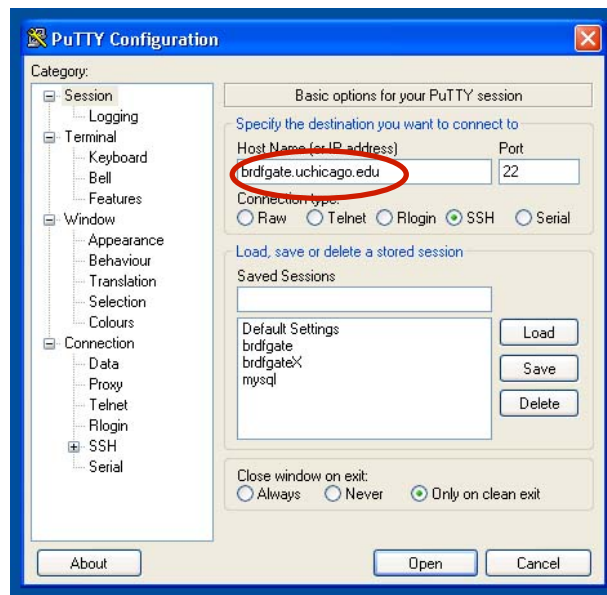 PuTTY Configuration
Category:
Session
Logging
Terminal
Keyboard
Bell
Features
Window
Appearance
Behaviour
Translation
Selection
Colours
Connection
Data
Proxy
Telnet
Rlogin
SSH
Serial
Basic options for your PuTTY session
Specify the destination you want to connect to
Host Name (or IP address) Port
brdfgate.uchicago.edu 22
Connection type:
Raw Telnet Rlogin SSH Serial
Load, save or delete a stored session
Saved Sessions
Default Settings
brdfgate
brdfgateX
mysql
Load
Save
Delete
Close window on exit:
Always Never Only on clean exit
About Open Cancel